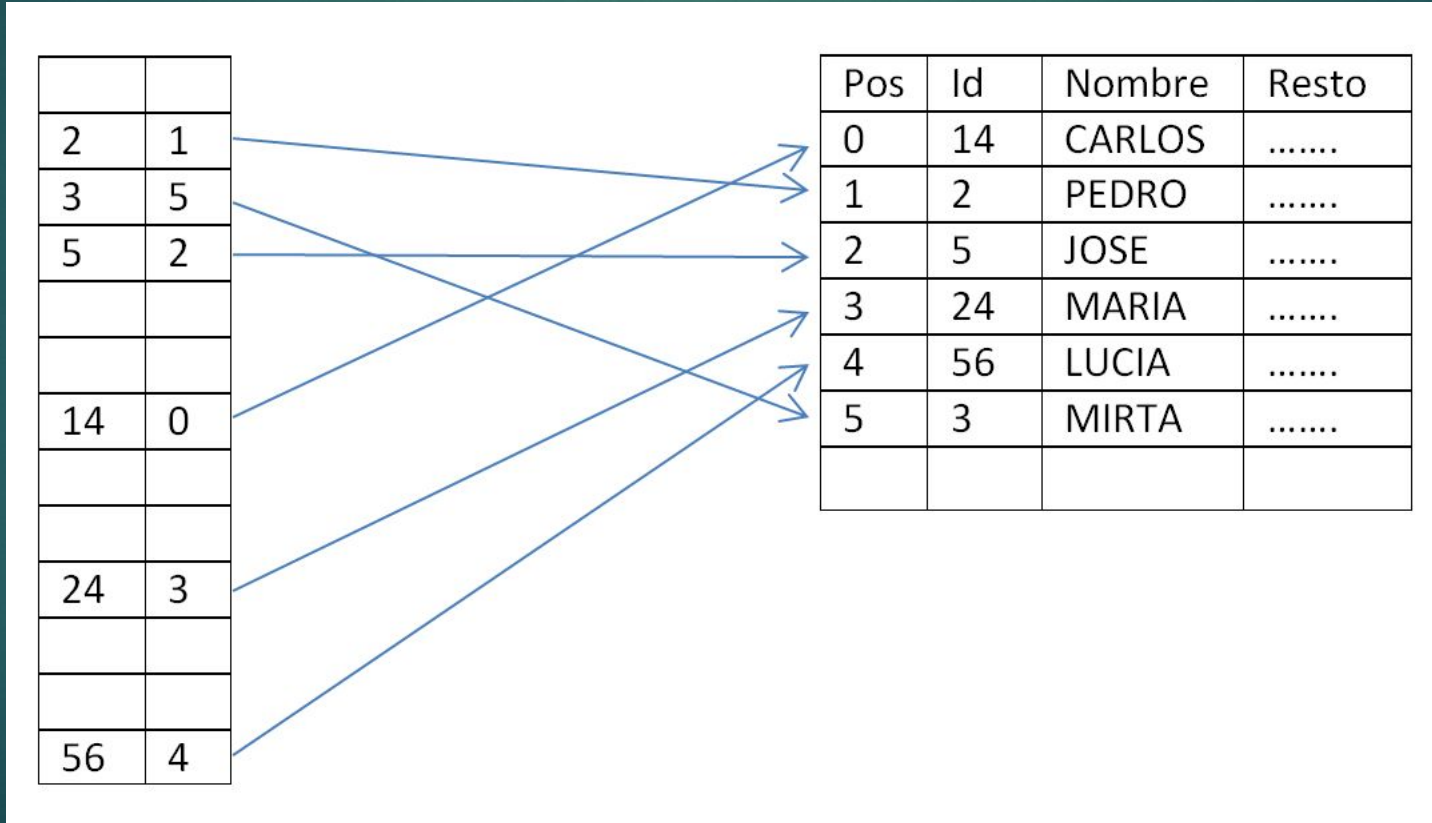 2 1
3 5
5 2
14 0
24 3
56 4
Pos Id Nombre Resto
0 14 CARLOS .......
1 2 PEDRO .......
2 5 JOSE .......
3 24 MARIA .......
4 56 LUCIA .......
5 3 MIRTA .......